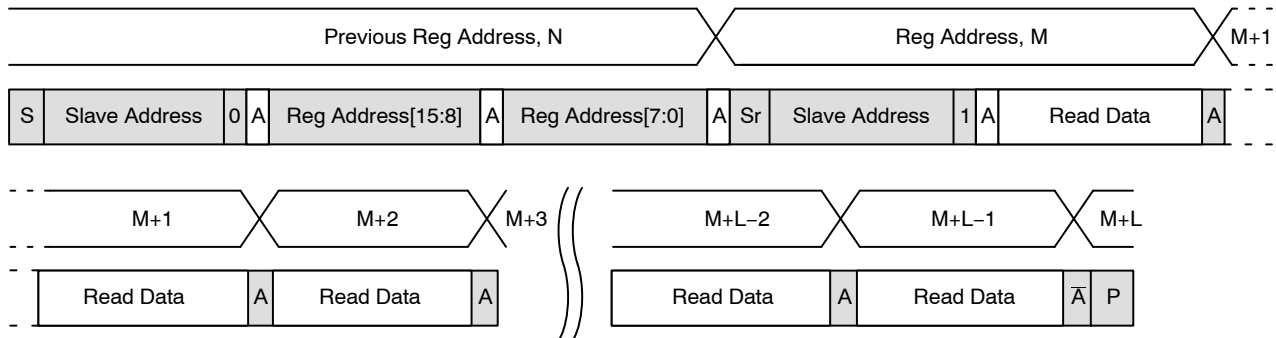 Previous Reg Address, N Reg Address, M M+1
S Slave Address 0 A Reg Address[15:8] A Reg Address[7:0] A Sr Slave Address 1 A Read Data A
M+1 M+2 M+3 M+L−2 M+L−1 M+L
Read Data A Read Data A Read Data A Read Data A̅ P